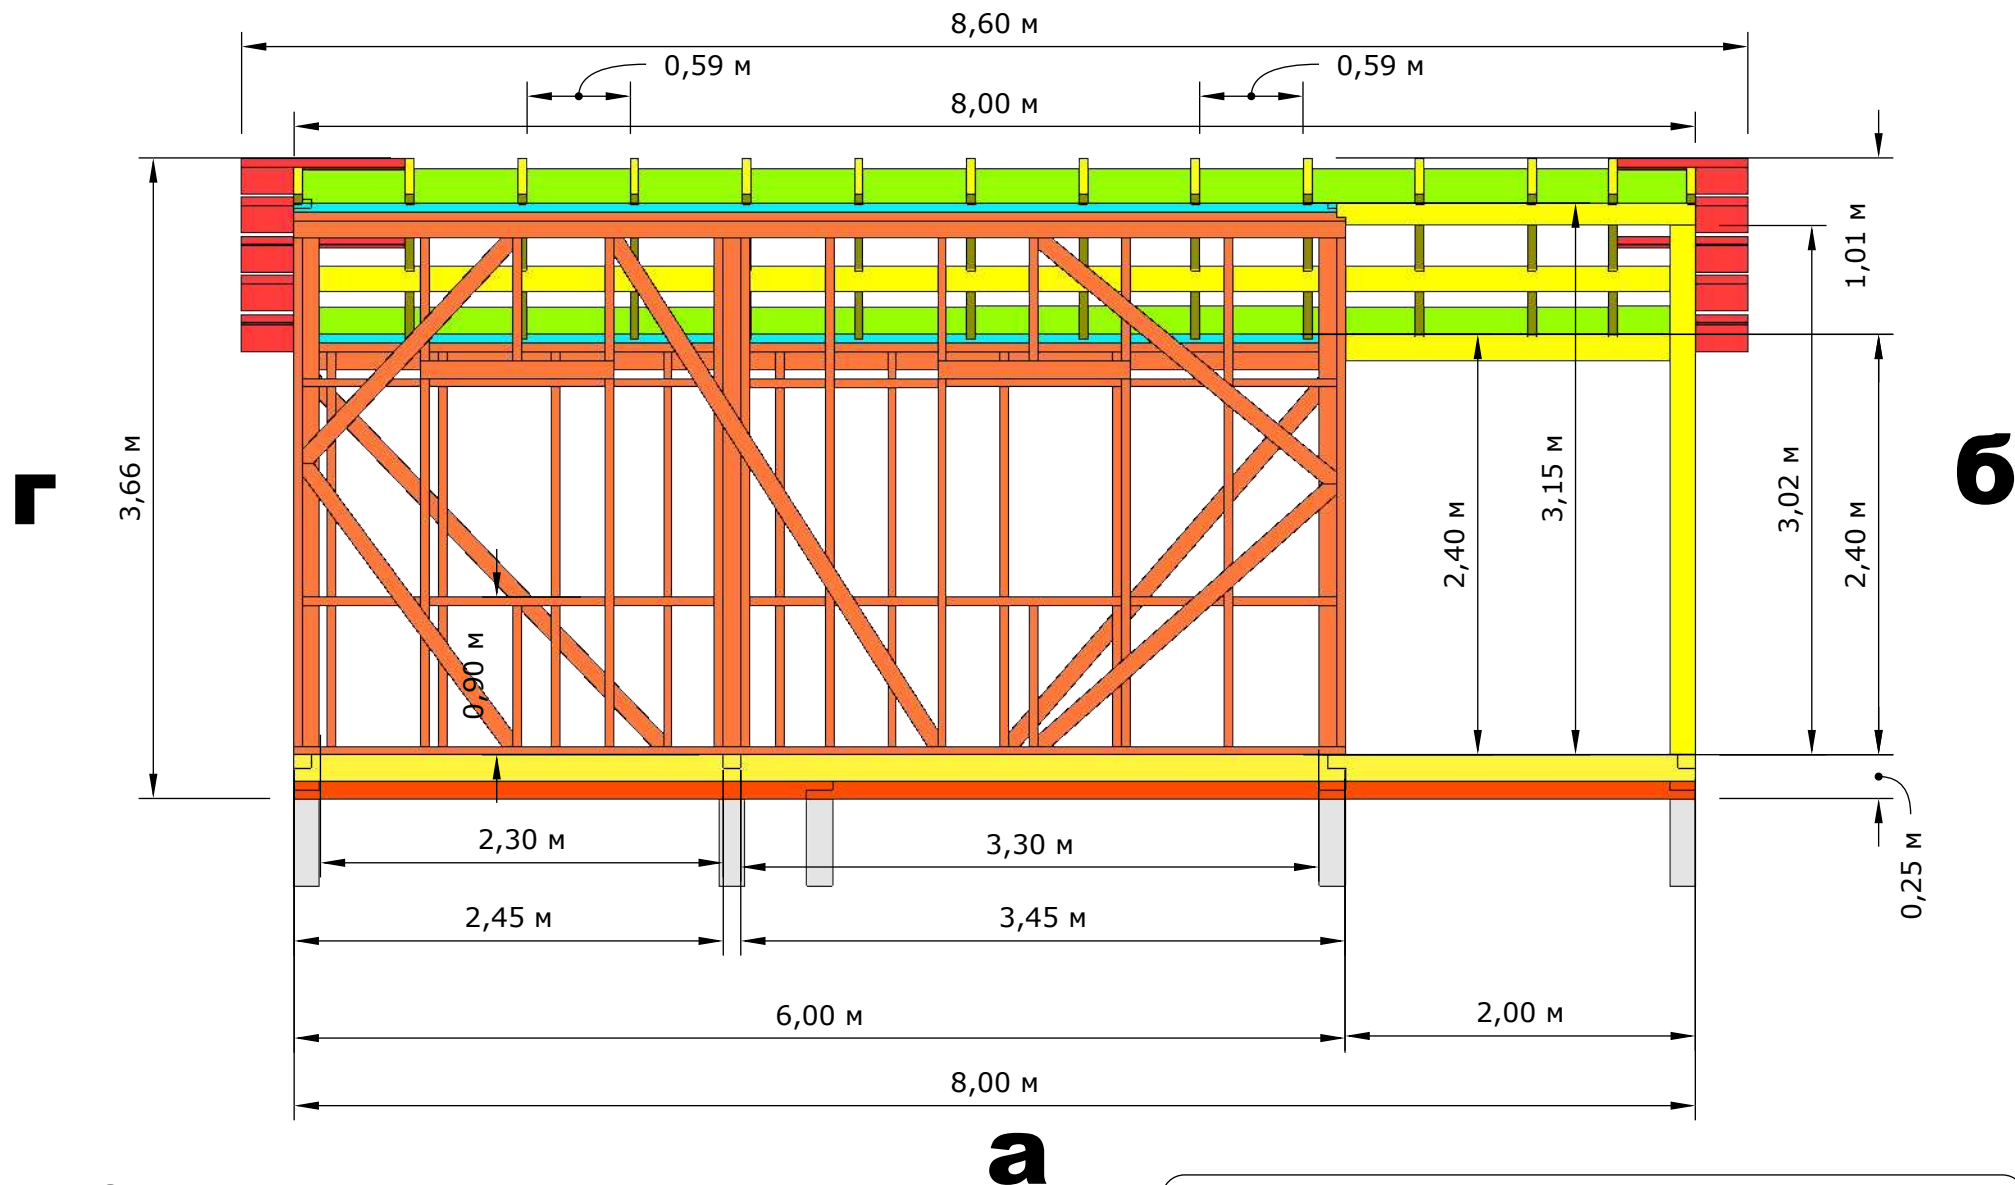 8,60 м
0,59 м
0,59 м
8,00 м
1,01 м
3,66 м
г
б
2,40 м
3,15 м
3,02 м
2,40 м
0,90 м
0,25 м
2,30 м
3,30 м
2,45 м
3,45 м
6,00 м
2,00 м
8,00 м
а